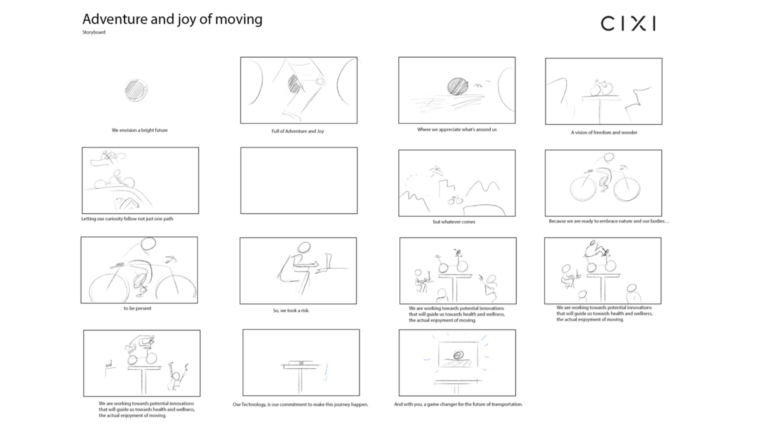 Adventure and joy of moving
CIXI
Storyboard
We envision a bright future
Full of Adventure and Joy
Where we appreciate what's around us
A vision of freedom and wonder
Letting our curiosity follow not just one path
but whatever comes
Because we are ready to embrace nature and our bodies...
to be present
So, we took a risk.
We are working towards potential innovations
that will guide us towards health and wellness,
the actual enjoyment of moving.
We are working towards potential innovations
that will guide us towards health and wellness,
the actual enjoyment of moving.
We are working towards potential innovations
that will guide us towards health and wellness,
the actual enjoyment of moving.
Our Technology, is our commitment to make this journey happen.
And with you, a game changer for the future of transportation.